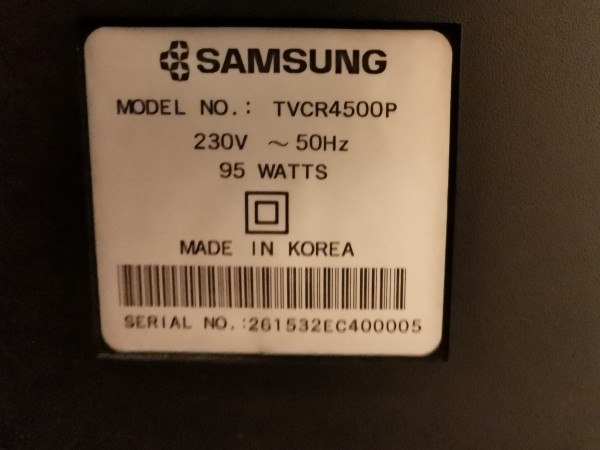 SAMSUNG
MODEL NO.: TVCR4500P
230V ~ 50Hz
95 WATTS
MADE IN KOREA
SERIAL NO.:261532EC400005